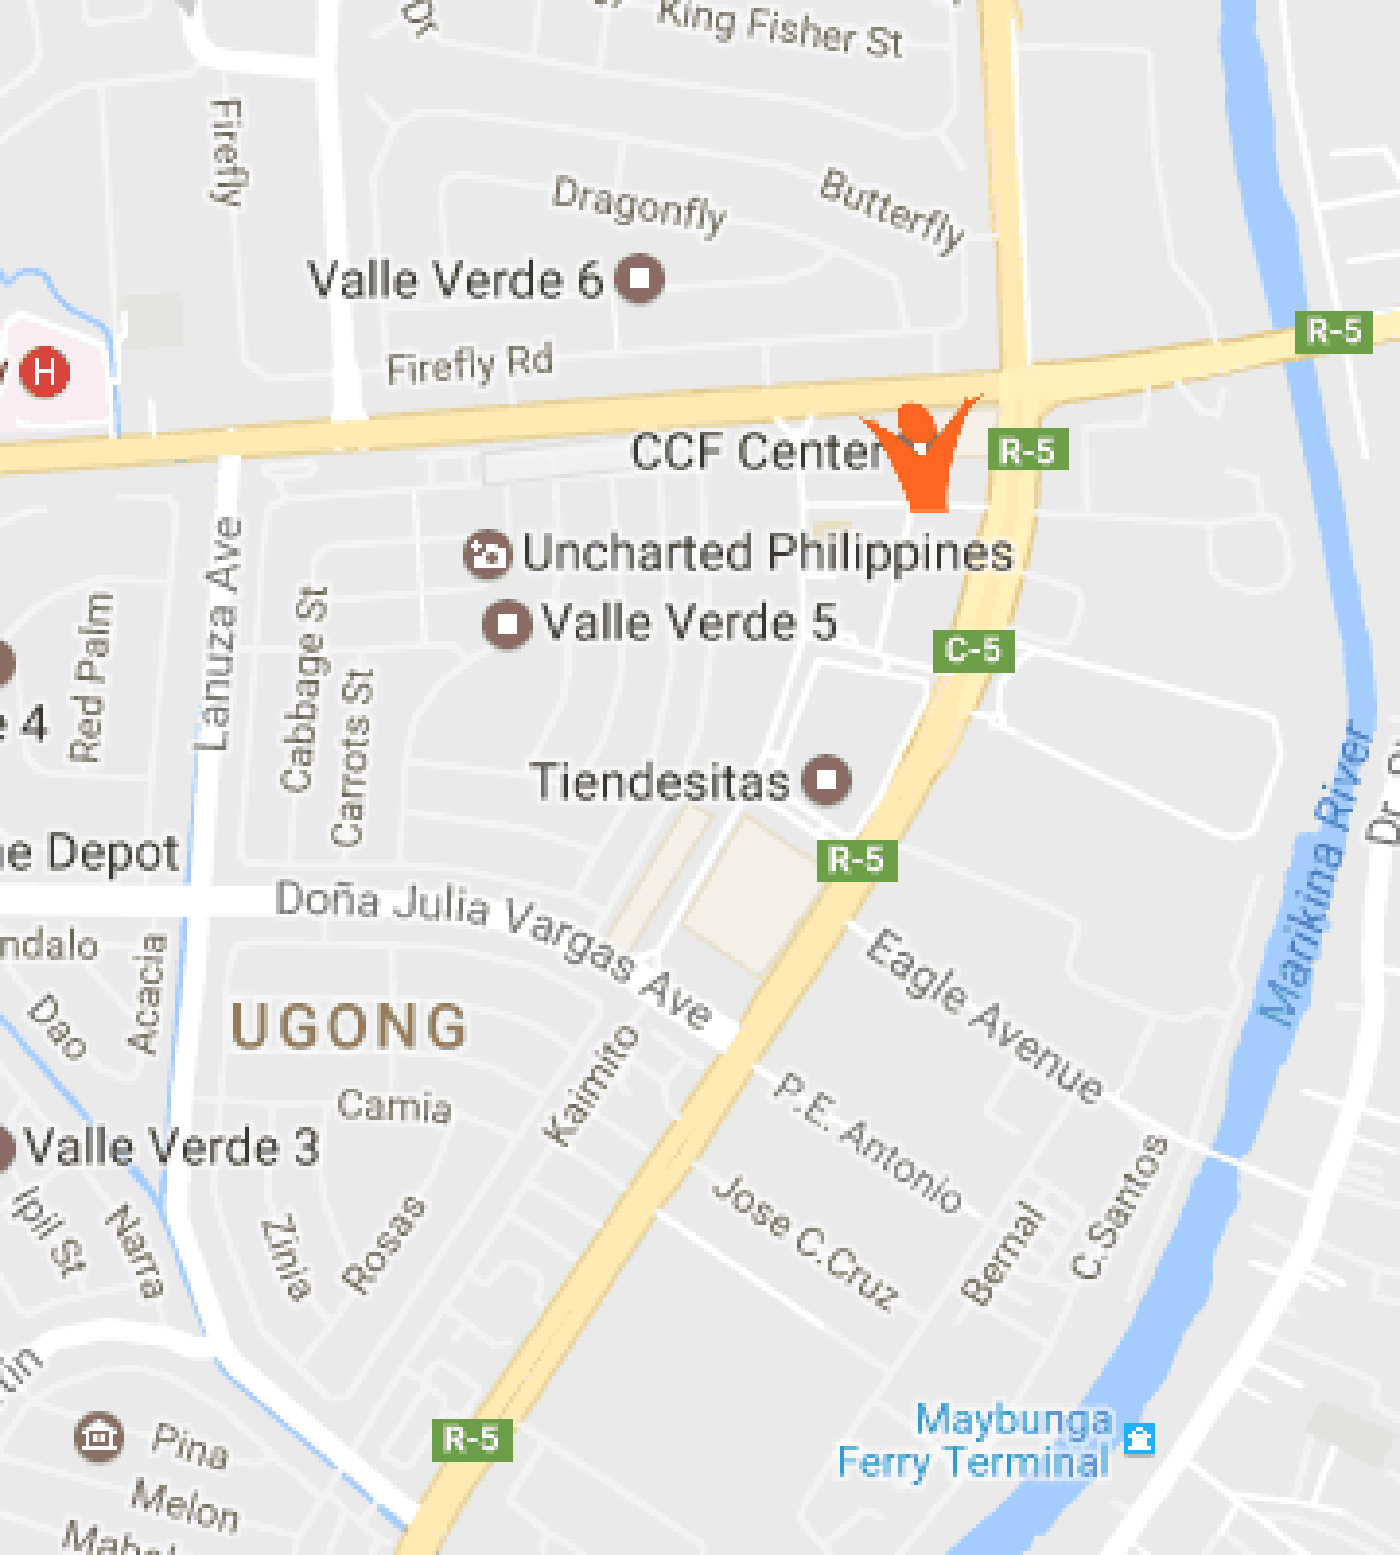 Dr
King Fisher St
Firefly
Dragonfly
Butterfly
Valle Verde 6
R-5
Firefly Rd
H
CCF Center
R-5
Uncharted Philippines
Valle Verde 5
Lanuza Ave
Red Palm
Cabbage St
Carrots St
C-5
e 4
Tiendesitas
Marikina River
Dr
ne Depot
R-5
Doña Julia Vargas Ave
ndalo
Acacia
Dao
Eagle Avenue
UGONG
Kaimito
Camia
P.E. Antonio
Valle Verde 3
Jose C.Cruz
C.Santos
Bernal
Ipil St
Narra
Zinia
Rosas
tin
R-5
Maybunga
Ferry Terminal
Pina
Melon